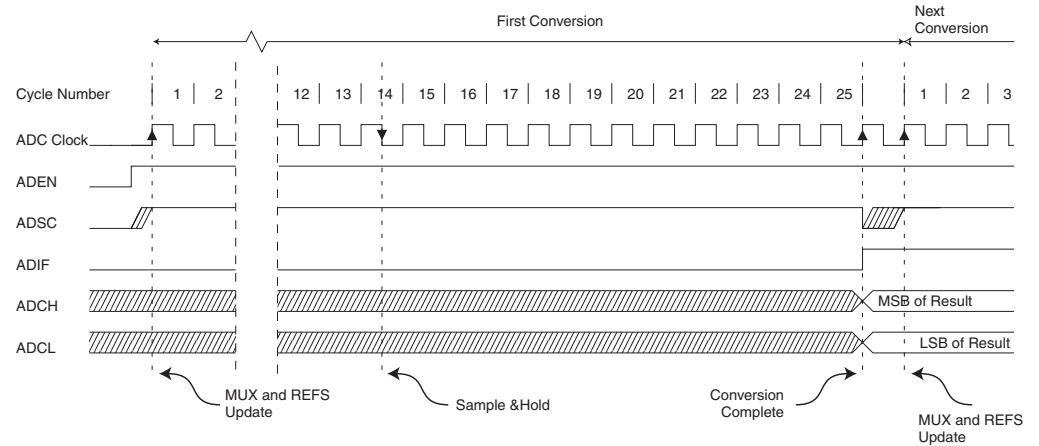 First Conversion
Next
Conversion
Cycle Number 1 2 12 13 14 15 16 17 18 19 20 21 22 23 24 25 1 2 3
ADC Clock
ADEN
ADSC
ADIF
ADCH
MSB of Result
ADCL
LSB of Result
MUX and REFS
Update
Sample &Hold
Conversion
Complete
MUX and REFS
Update